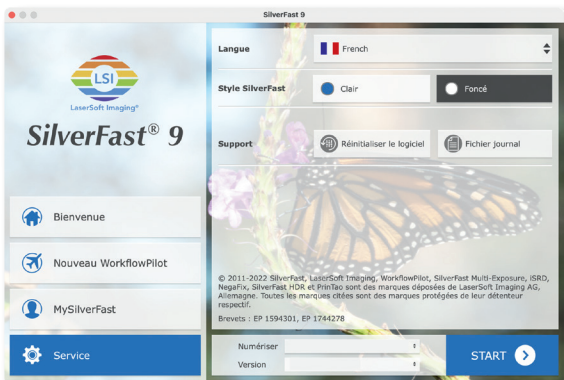 SilverFast 9
LSI
LaserSoft Imaging®
SilverFast® 9
Bienvenue
Nouveau WorkflowPilot
MySilverFast
Service
Langue
French
Style SilverFast
Clair
Foncé
Support
Réinitialiser le logiciel
Fichier journal
© 2011-2022 SilverFast, LaserSoft Imaging, WorkflowPilot, SilverFast Multi-Exposure, iSRD,
NegaFix, SilverFast HDR et PrinTao sont des marques déposées de LaserSoft Imaging AG,
Allemagne. Toutes les marques citées sont des marques protégées de leur détenteur
respectif.
Brevets : EP 1594301, EP 1744278
Numériser
Version
START